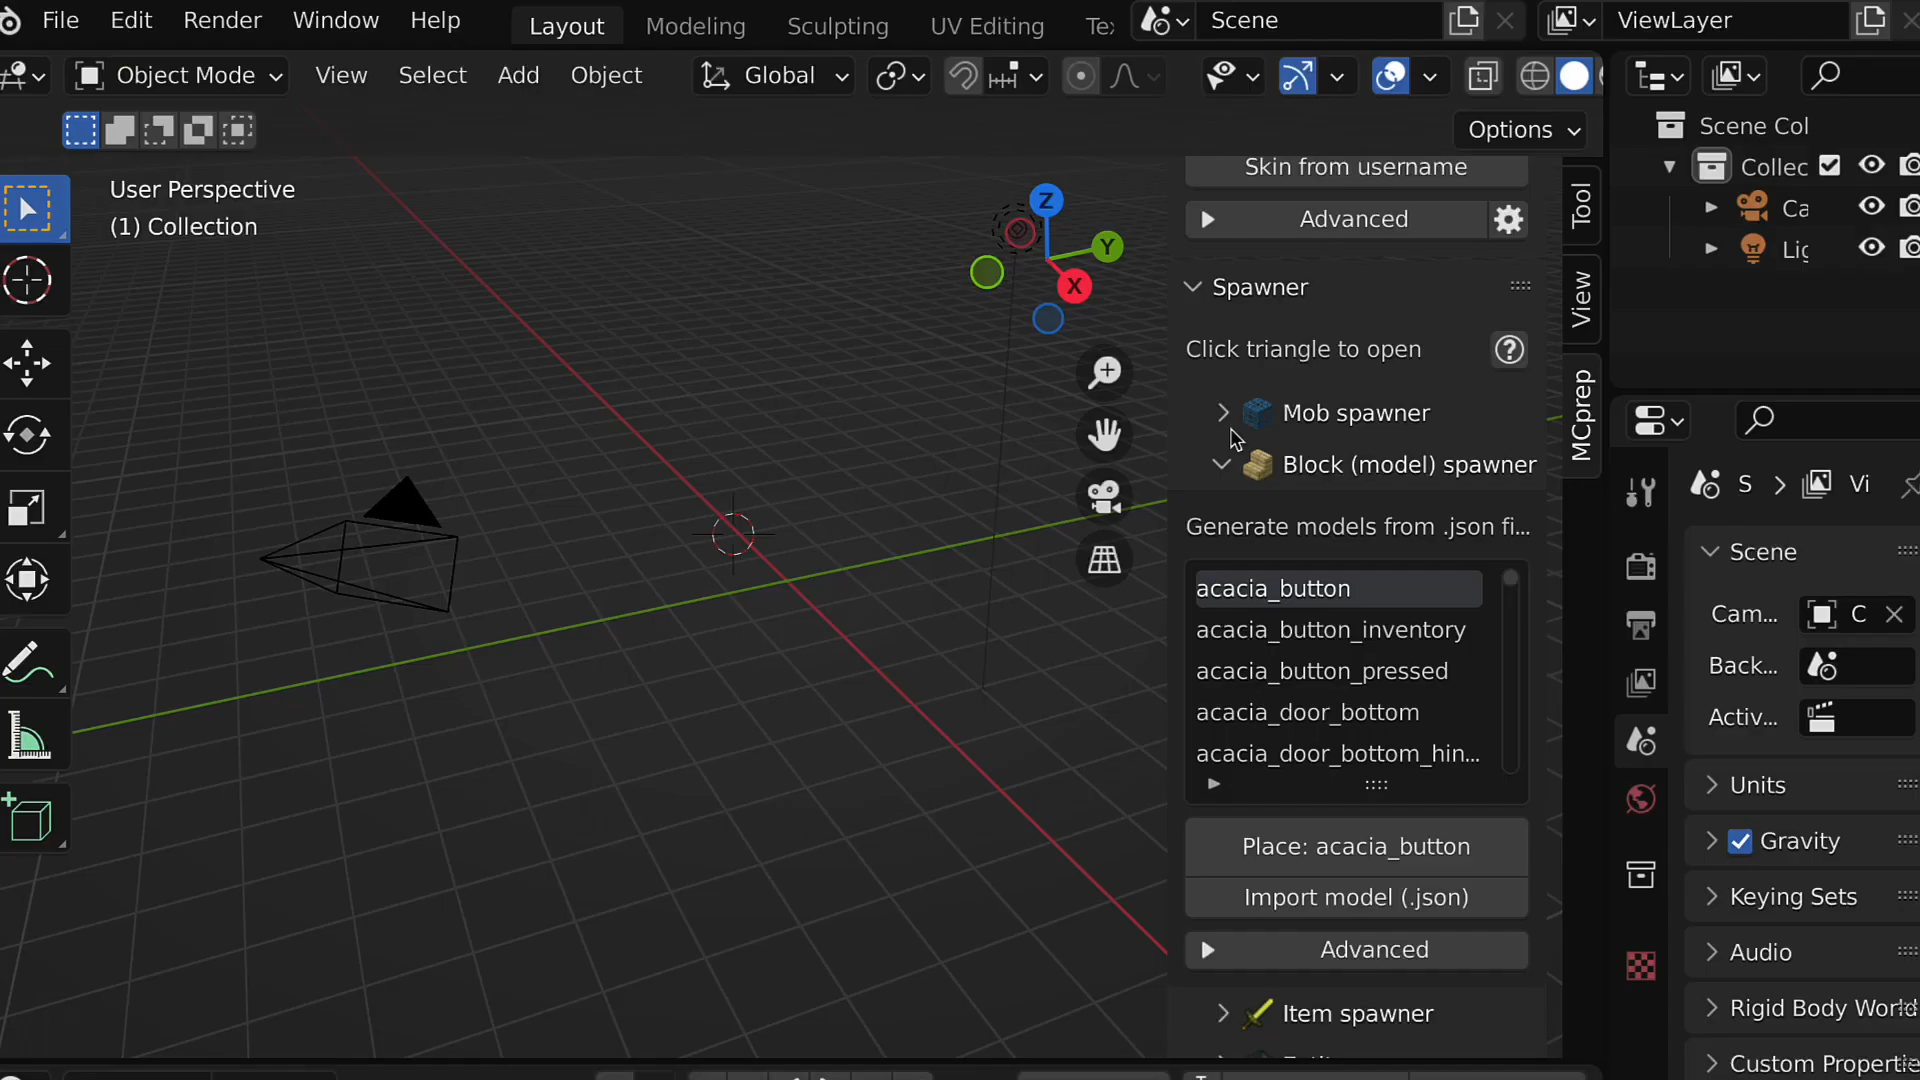 File Edit Render Window Help Layout Modeling Sculpting UV Editing Te Scene ViewLayer
Object Mode View Select Add Object Global
Options
User Perspective
(1) Collection
Z
Y
X
Skin from username
Advanced
Spawner
Click triangle to open
Mob spawner
Block (model) spawner
Generate models from .json fi...
acacia_button
acacia_button_inventory
acacia_button_pressed
acacia_door_bottom
acacia_door_bottom_hin...
Place: acacia_button
Import model (.json)
Advanced
Item spawner
Tool
View
MCprep
Scene Col
Collec
Ca
Lig
S > Vi
Scene
Cam... C
Back...
Activ...
Units
Gravity
Keying Sets
Audio
Rigid Body World
Custom Properti